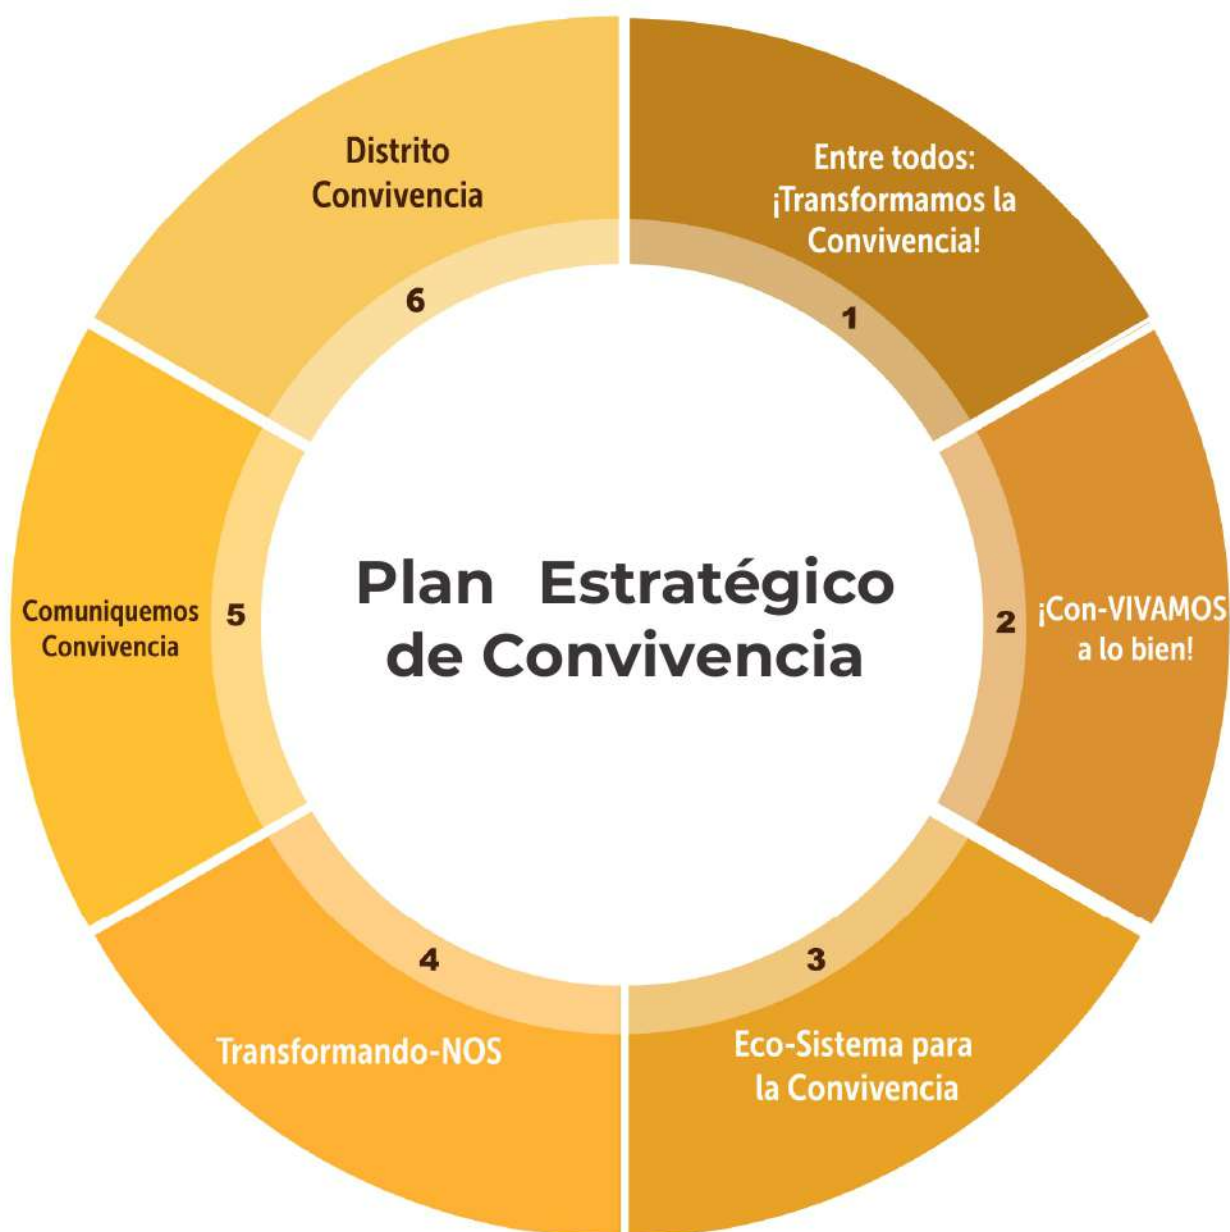 Plan Estratégico
de Convivencia
Entre todos:
¡Transformamos la
Convivencia!
1
¡Con-VIVAMOS
a lo bien!
2
Eco-Sistema para
la Convivencia
3
Transformando-NOS
4
Comuniquemos
Convivencia
5
Distrito
Convivencia
6